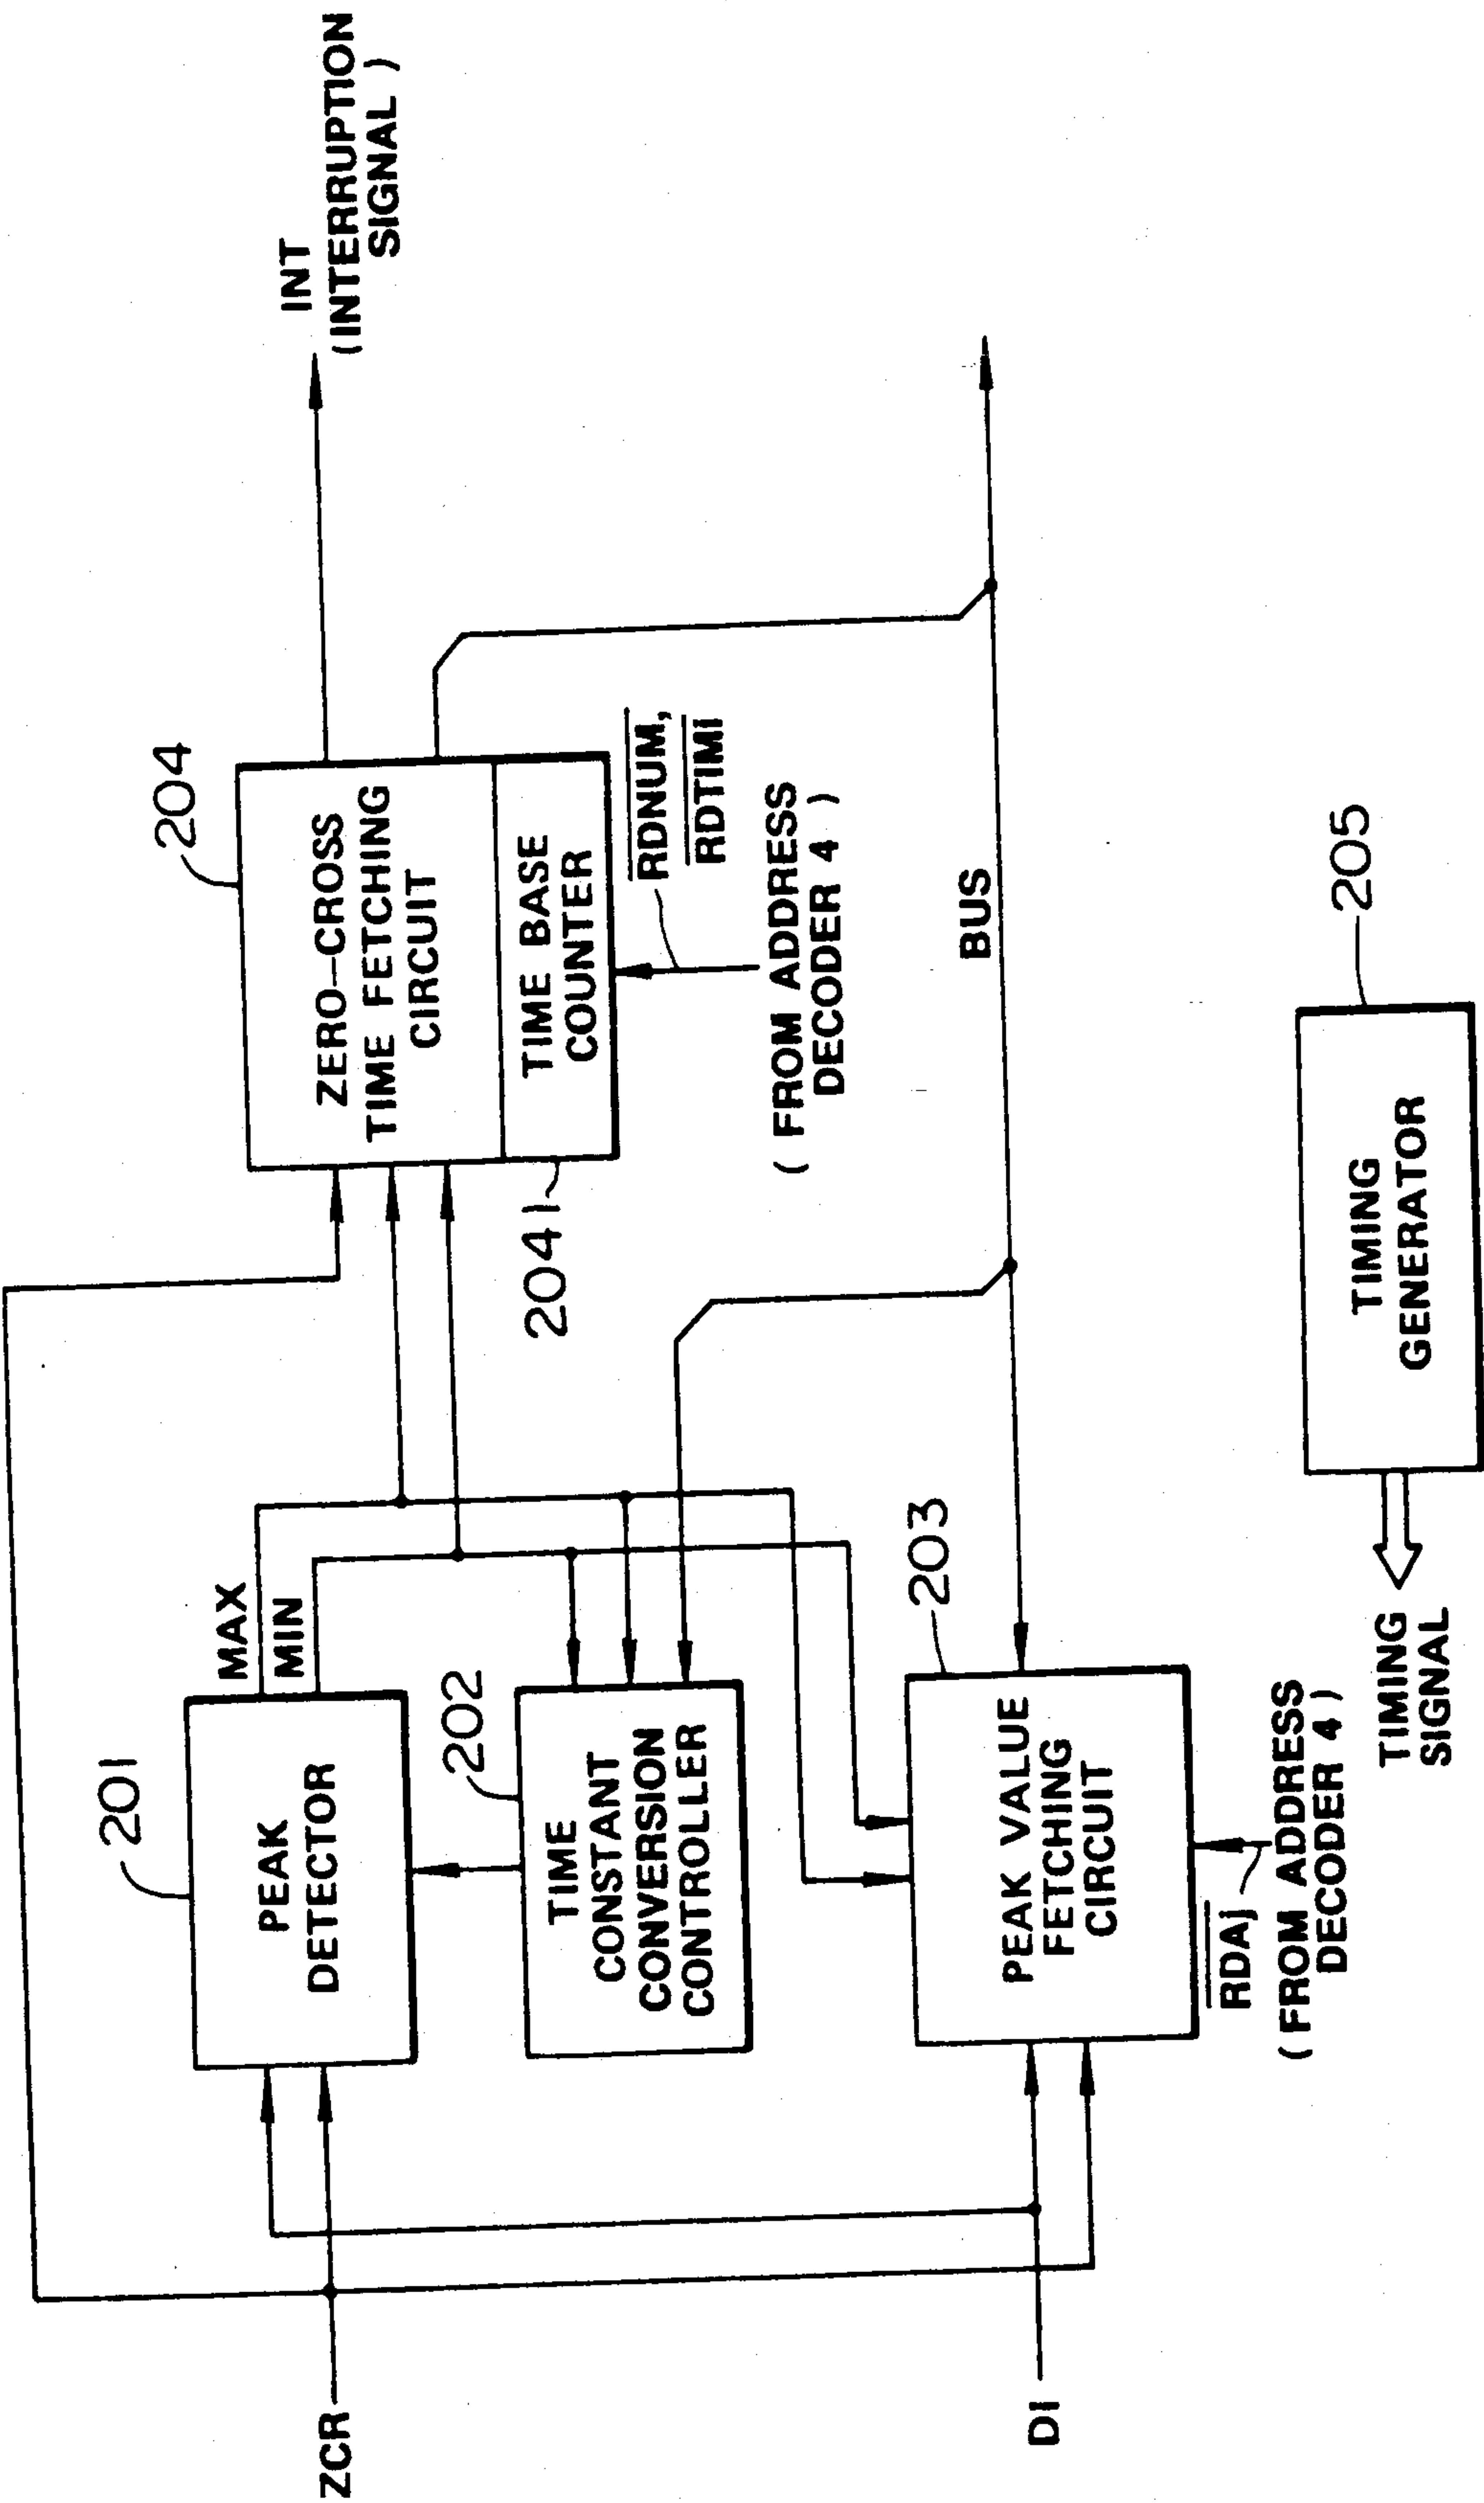 INT
(INTERRUPTION
SIGNAL )
204
ZERO-CROSS
TIME FETCHING
CIRCUIT
TIME BASE
COUNTER
2041
RDNUM,
RDTIMI
( FROM ADDRESS
DECODER 4 )
BUS
MAX
MIN
201
PEAK
DETECTOR
202
TIME
CONSTANT
CONVERSION
CONTROLLER
203
PEAK VALUE
FETCHING
CIRCUIT
RDAj
(FROM ADDRESS
DECODER 4)
205
TIMING
GENERATOR
TIMING
SIGNAL
ZCR
DI